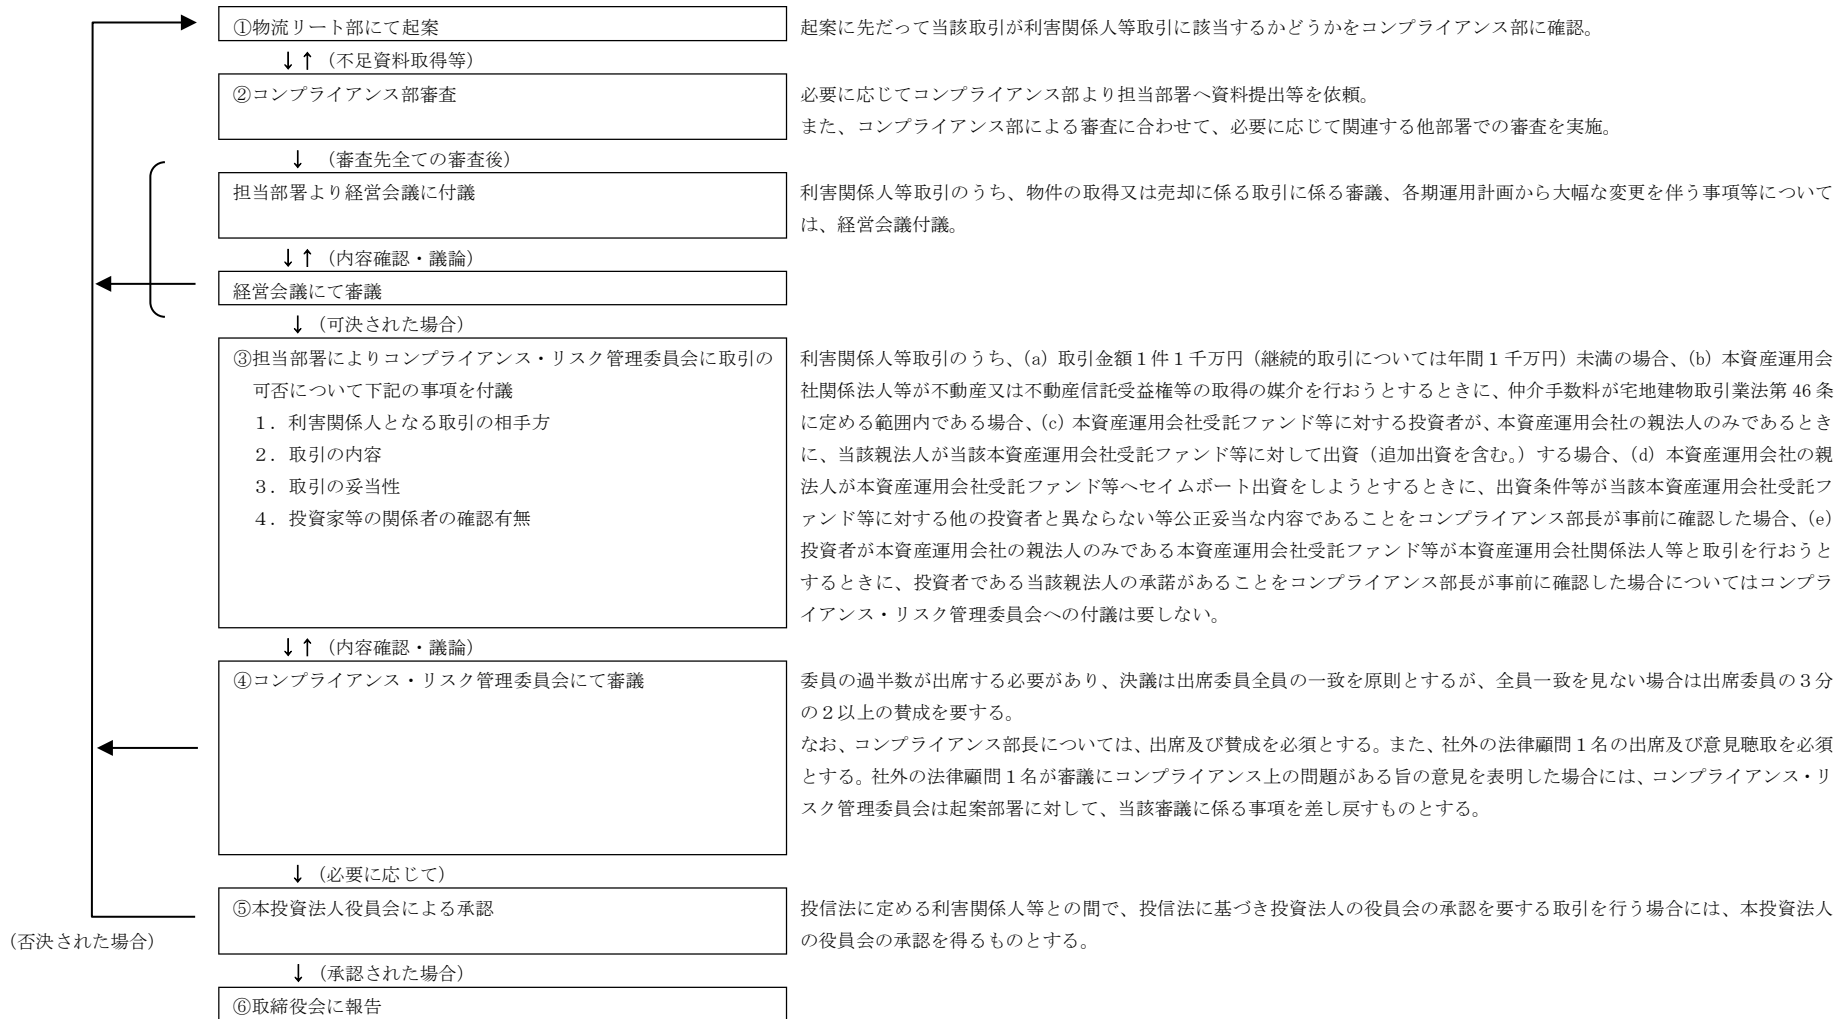 ①物流リート部にて起案
起案に先だって当該取引が利害関係人等取引に該当するかどうかをコンプライアンス部に確認。
↓↑（不足資料取得等）
②コンプライアンス部審査
必要に応じてコンプライアンス部より担当部署へ資料提出等を依頼。
また、コンプライアンス部による審査に合わせて、必要に応じて関連する他部署での審査を実施。
↓（審査先全ての審査後）
担当部署より経営会議に付議
利害関係人等取引のうち、物件の取得又は売却に係る取引に係る審議、各期運用計画から大幅な変更を伴う事項等について
は、経営会議付議。
↓↑（内容確認・議論）
経営会議にて審議
↓（可決された場合）
③担当部署によりコンプライアンス・リスク管理委員会に取引の
可否について下記の事項を付議
１．利害関係人となる取引の相手方
２．取引の内容
３．取引の妥当性
４．投資家等の関係者の確認有無
利害関係人等取引のうち、(a) 取引金額１件１千万円（継続的取引については年間１千万円）未満の場合、(b) 本資産運用会
社関係法人等が不動産又は不動産信託受益権等の取得の媒介を行おうとするときに、仲介手数料が宅地建物取引業法第 46 条
に定める範囲内である場合、(c) 本資産運用会社受託ファンド等に対する投資者が、本資産運用会社の親法人のみであるとき
に、当該親法人が当該本資産運用会社受託ファンド等に対して出資（追加出資を含む。）する場合、(d) 本資産運用会社の親
法人が本資産運用会社受託ファンド等へセイムボート出資をしようとするときに、出資条件等が当該本資産運用会社受託フ
ァンド等に対する他の投資者と異ならない等公正妥当な内容であることをコンプライアンス部長が事前に確認した場合、(e)
投資者が本資産運用会社の親法人のみである本資産運用会社受託ファンド等が本資産運用会社関係法人等と取引を行おうと
するときに、投資者である当該親法人の承諾があることをコンプライアンス部長が事前に確認した場合についてはコンプラ
イアンス・リスク管理委員会への付議は要しない。
↓↑（内容確認・議論）
④コンプライアンス・リスク管理委員会にて審議
委員の過半数が出席する必要があり、決議は出席委員全員の一致を原則とするが、全員一致を見ない場合は出席委員の３分
の２以上の賛成を要する。
なお、コンプライアンス部長については、出席及び賛成を必須とする。また、社外の法律顧問１名の出席及び意見聴取を必須
とする。社外の法律顧問１名が審議にコンプライアンス上の問題がある旨の意見を表明した場合には、コンプライアンス・リ
スク管理委員会は起案部署に対して、当該審議に係る事項を差し戻すものとする。
↓（必要に応じて）
⑤本投資法人役員会による承認
投信法に定める利害関係人等との間で、投信法に基づき投資法人の役員会の承認を要する取引を行う場合には、本投資法人
の役員会の承認を得るものとする。
（否決された場合）
↓（承認された場合）
⑥取締役会に報告